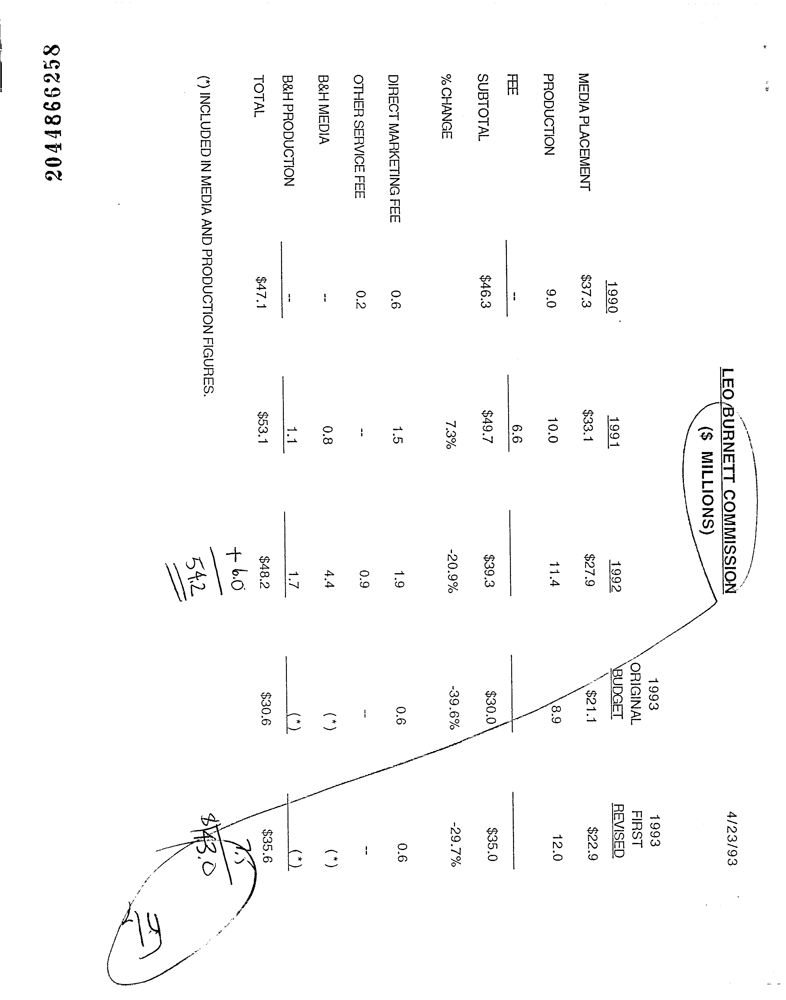 4/23/93
LEO BURNETT COMMISSION
($ MILLIONS)
1990 1991 1992 1993 ORIGINAL BUDGET 1993 FIRST REVISED
MEDIA PLACEMENT $37.3 $33.1 $27.9 $21.1 $22.9
PRODUCTION 9.0 10.0 11.4 8.9 12.0
FEE -- 6.6
SUBTOTAL $46.3 $49.7 $39.3 $30.0 $35.0
% CHANGE 7.3% -20.9% -39.6% -29.7%
DIRECT MARKETING FEE 0.6 1.5 1.9 0.6 0.6
OTHER SERVICE FEE 0.2 -- 0.9 -- --
B&H MEDIA -- 0.8 4.4 (*) (*)
B&H PRODUCTION -- 1.1 1.7 (*) (*)
TOTAL $47.1 $53.1 $48.2 $30.6 $35.6
+ 6.0
54.2
43.0
(*) INCLUDED IN MEDIA AND PRODUCTION FIGURES.
2044866258